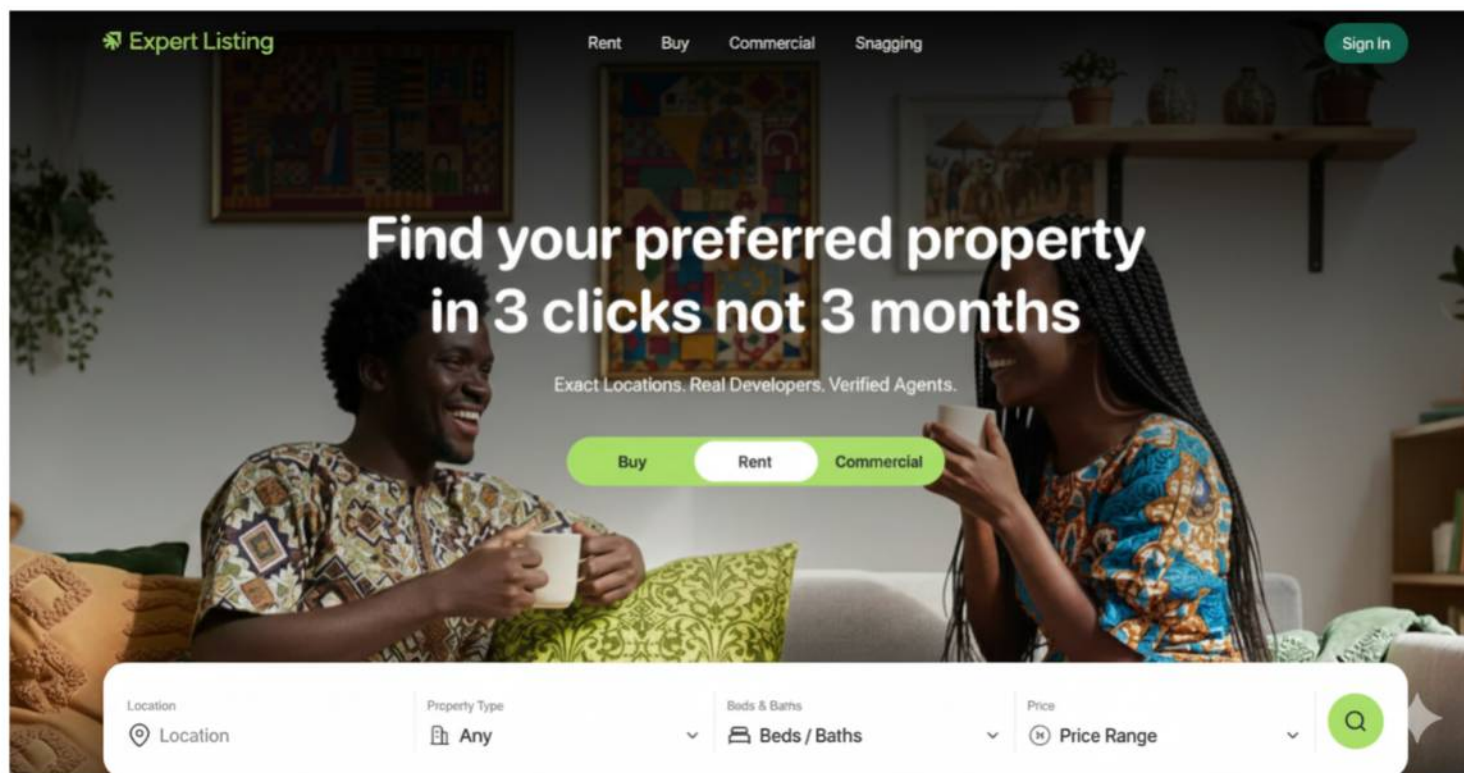 Expert Listing
Rent Buy Commercial Snagging
Sign In
Find your preferred property
in 3 clicks not 3 months
Exact Locations. Real Developers. Verified Agents.
Buy Rent Commercial
Location Property Type Beds & Baths Price
Location Any Beds / Baths Price Range